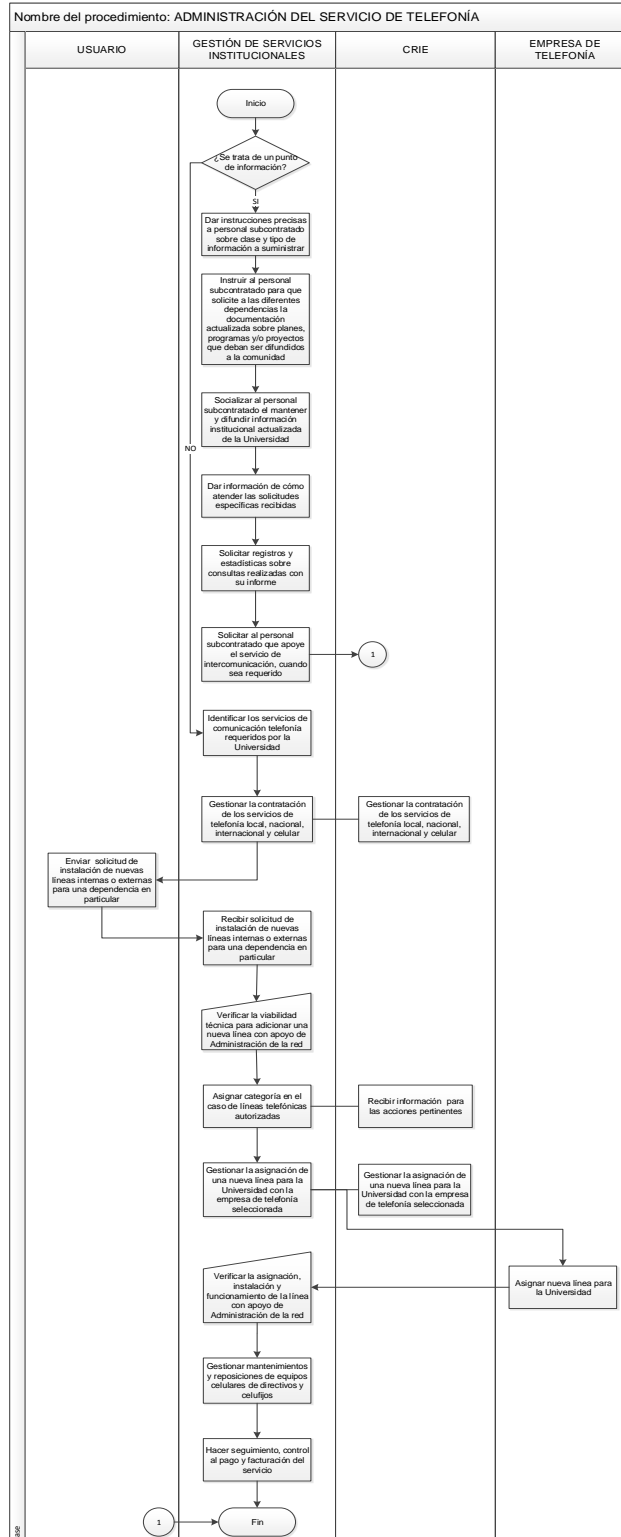 Nombre del procedimiento: ADMINISTRACIÓN DEL SERVICIO DE TELEFONÍA
USUARIO
GESTIÓN DE SERVICIOS
INSTITUCIONALES
CRIE
EMPRESA DE
TELEFONÍA
Inicio
¿Se trata de un punto
de información?
SI
Dar instrucciones precisas
a personal subcontratado
sobre clase y tipo de
información a suministrar
Instruir al personal
subcontratado para que
solicite a las diferentes
dependencias la
documentación
actualizada sobre planes,
programas y/o proyectos
que deban ser difundidos
a la comunidad
Socializar al personal
subcontratado el mantener
y difundir información
institucional actualizada
de la Universidad
NO
Dar información de cómo
atender las solicitudes
específicas recibidas
Solicitar registros y
estadísticas sobre
consultas realizadas con
su informe
Solicitar al personal
subcontratado que apoye
el servicio de
intercomunicación, cuando
sea requerido
1
Identificar los servicios de
comunicación telefonía
requeridos por la
Universidad
Gestionar la contratación
de los servicios de
telefonía local, nacional,
internacional y celular
Gestionar la contratación
de los servicios de
telefonía local, nacional,
internacional y celular
Enviar solicitud de
instalación de nuevas
líneas internas o externas
para una dependencia en
particular
Recibir solicitud de
instalación de nuevas
líneas internas o externas
para una dependencia en
particular
Verificar la viabilidad
técnica para adicionar una
nueva línea con apoyo de
Administración de la red
Asignar categoría en el
caso de líneas telefónicas
autorizadas
Recibir información para
las acciones pertinentes
Gestionar la asignación de
una nueva línea para la
Universidad con la
empresa de telefonía
seleccionada
Gestionar la asignación de
una nueva línea para la
Universidad con la empresa
de telefonía seleccionada
Asignar nueva línea para
la Universidad
Verificar la asignación,
instalación y
funcionamiento de la línea
con apoyo de
Administración de la red
Gestionar mantenimientos
y reposiciones de equipos
celulares de directivos y
celufijos
Hacer seguimiento, control
al pago y facturación del
servicio
1
Fin
ase